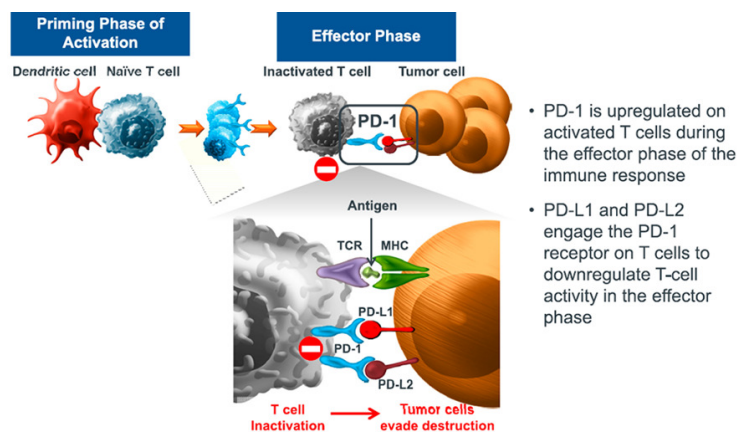 Priming Phase of
Activation
Effector Phase
Dendritic cell
Naïve T cell
Inactivated T cell
Tumor cell
PD-1
Antigen
TCR
MHC
PD-L1
PD-1
PD-L2
T cell
Inactivation
Tumor cells
evade destruction
• PD-1 is upregulated on
activated T cells during
the effector phase of the
immune response
• PD-L1 and PD-L2
engage the PD-1
receptor on T cells to
downregulate T-cell
activity in the effector
phase